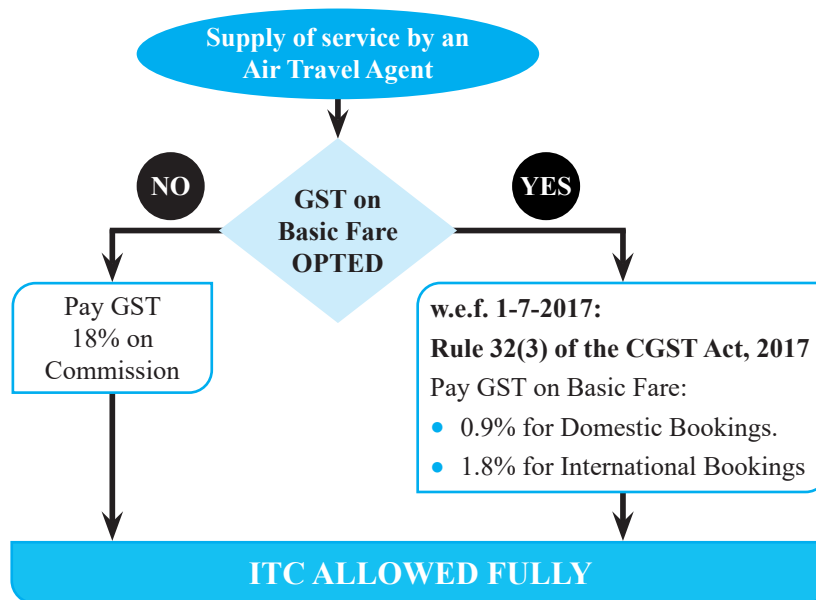 Supply of service by an
Air Travel Agent
NO
YES
GST on
Basic Fare
OPTED
Pay GST
18% on
Commission
w.e.f. 1-7-2017:
Rule 32(3) of the CGST Act, 2017
Pay GST on Basic Fare:
• 0.9% for Domestic Bookings.
• 1.8% for International Bookings
ITC ALLOWED FULLY